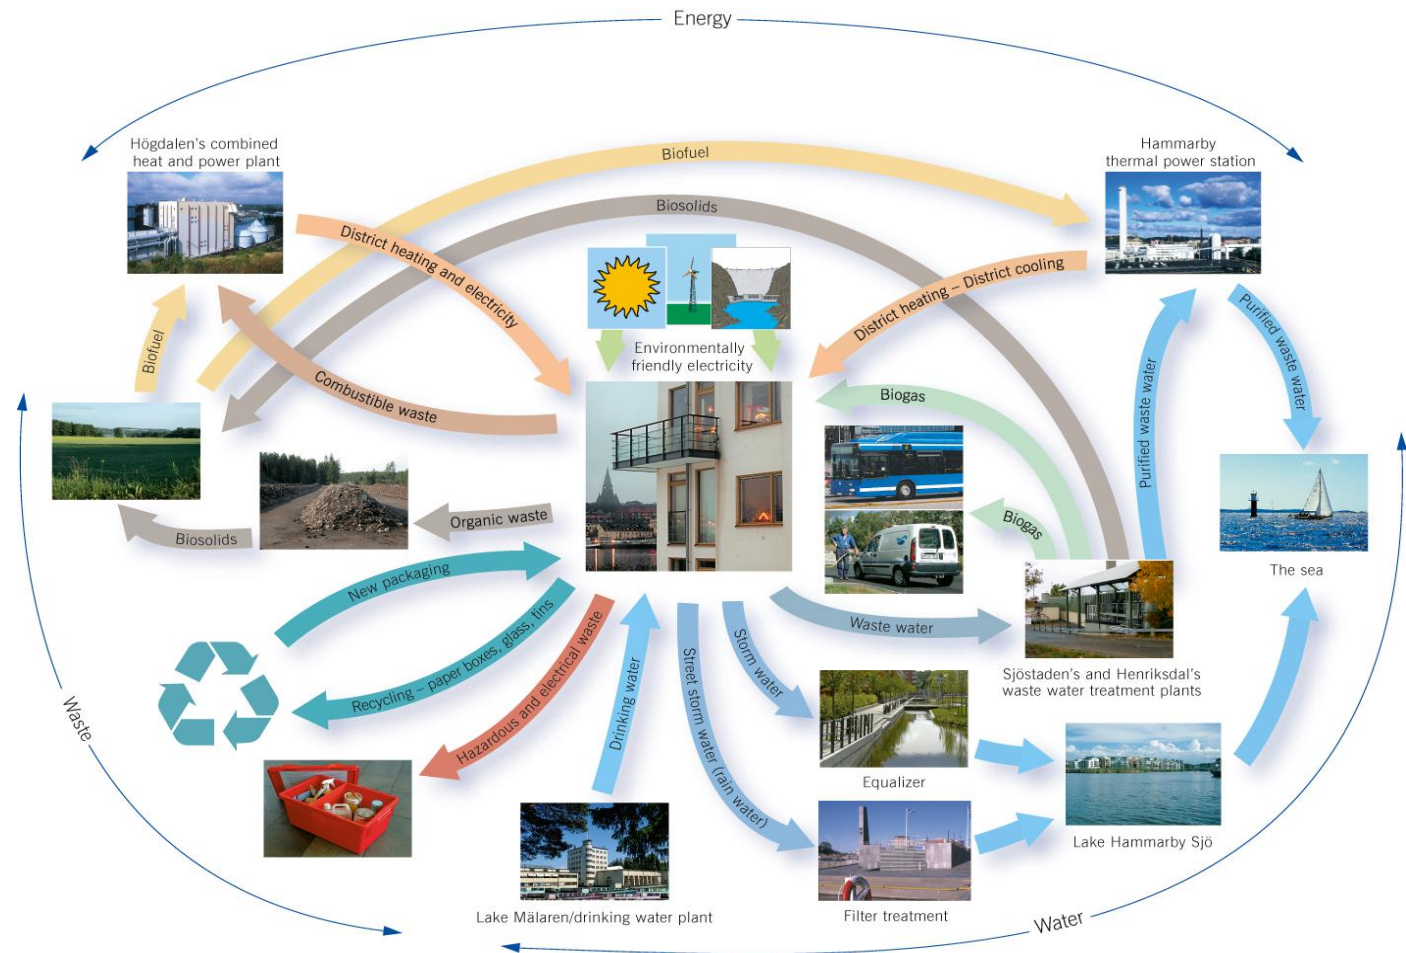 Energy
Högdalen's combined
heat and power plant
Hammarby
thermal power station
Biofuel
Biosolids
District heating and electricity
District heating – District cooling
Purified waste water
Environmentally
friendly electricity
Biofuel
Combustible waste
Biogas
Purified waste water
Organic waste
Biosolids
Biogas
The sea
New packaging
Waste water
Recycling – paper boxes, glass, tins
Hazardous and electrical waste
Drinking water
Street storm water (rain water)
Storm water
Sjöstaden's and Henriksdal's
waste water treatment plants
Waste
Equalizer
Lake Hammarby Sjö
Lake Mälaren/drinking water plant
Filter treatment
Water